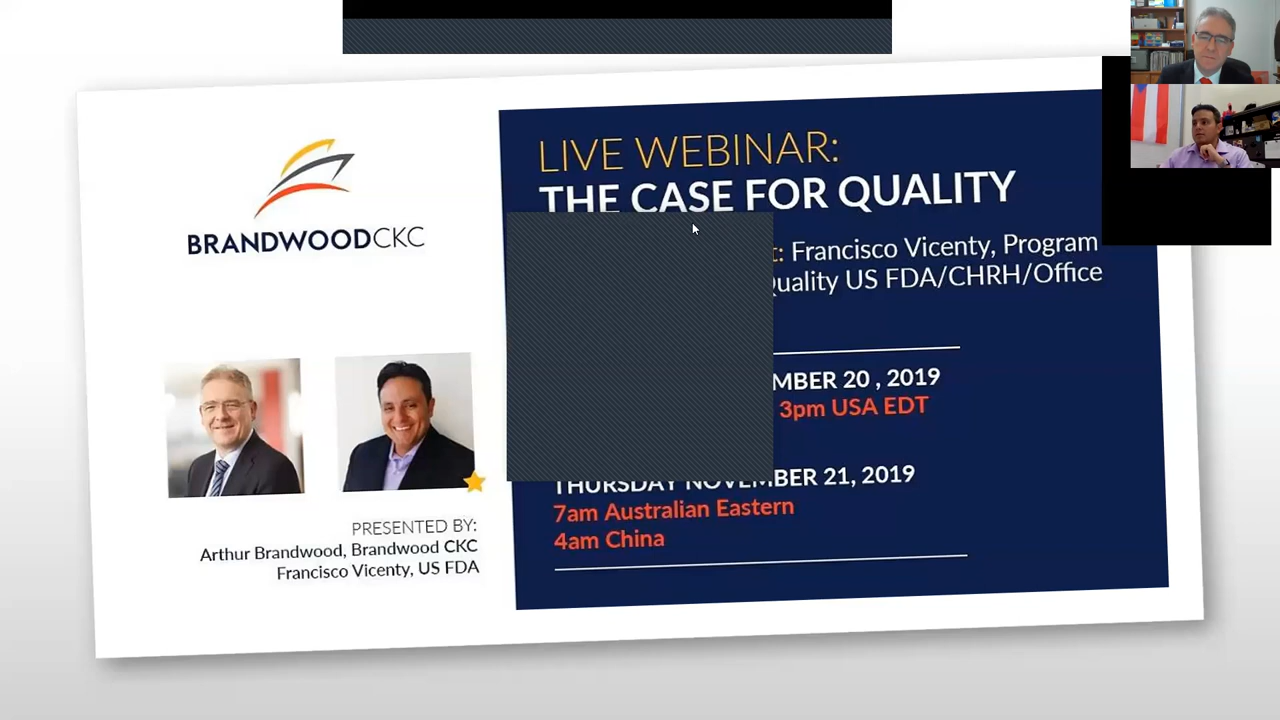 BRANDWOODCKC
PRESENTED BY:
Arthur Brandwood, Brandwood CKC
Francisco Vicenty, US FDA
LIVE WEBINAR:
THE CASE FOR QUALITY
Francisco Vicenty, Program
Quality US FDA/CHRH/Office
20 , 2019
3pm USA EDT
THURSDAY NOVEMBER 21, 2019
7am Australian Eastern
4am China